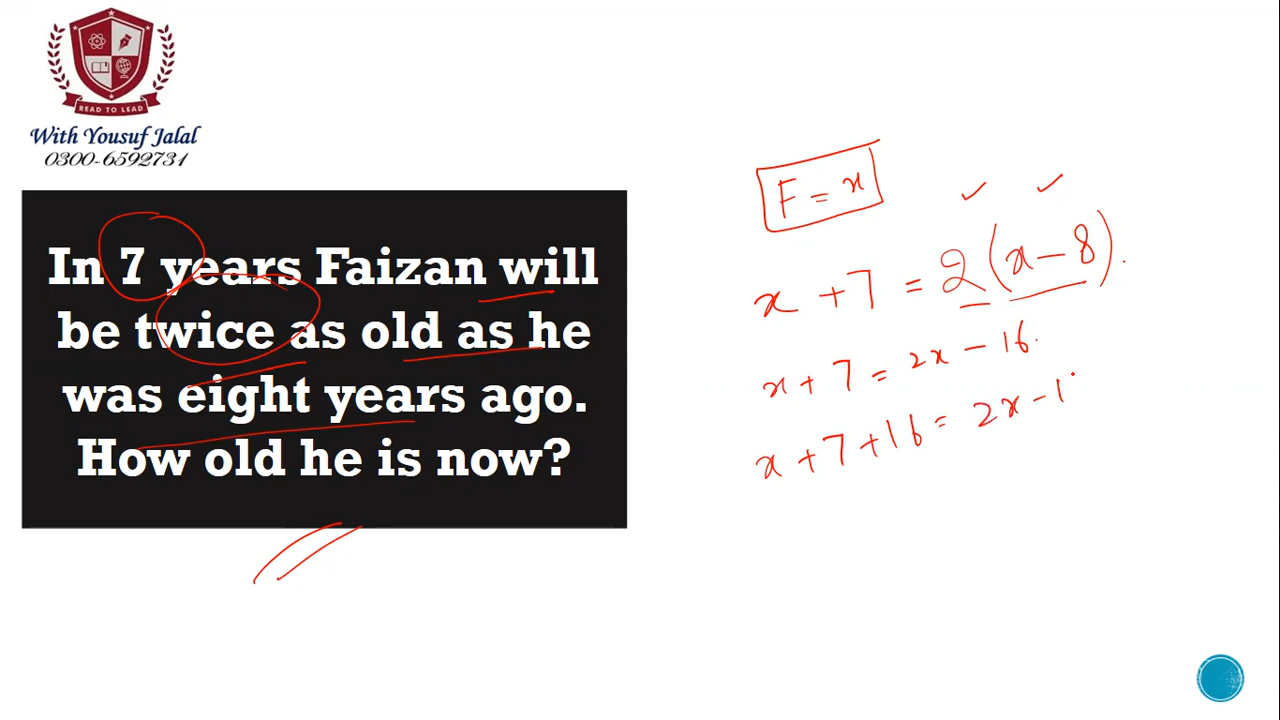 READ TO LEAD
With Yousuf Jalal
0300-6592731
In 7 years Faizan will
be twice as old as he
was eight years ago.
How old he is now?
F = x
x + 7 = 2(x - 8).
x + 7 = 2x - 16.
x + 7 + 16 = 2x - 1